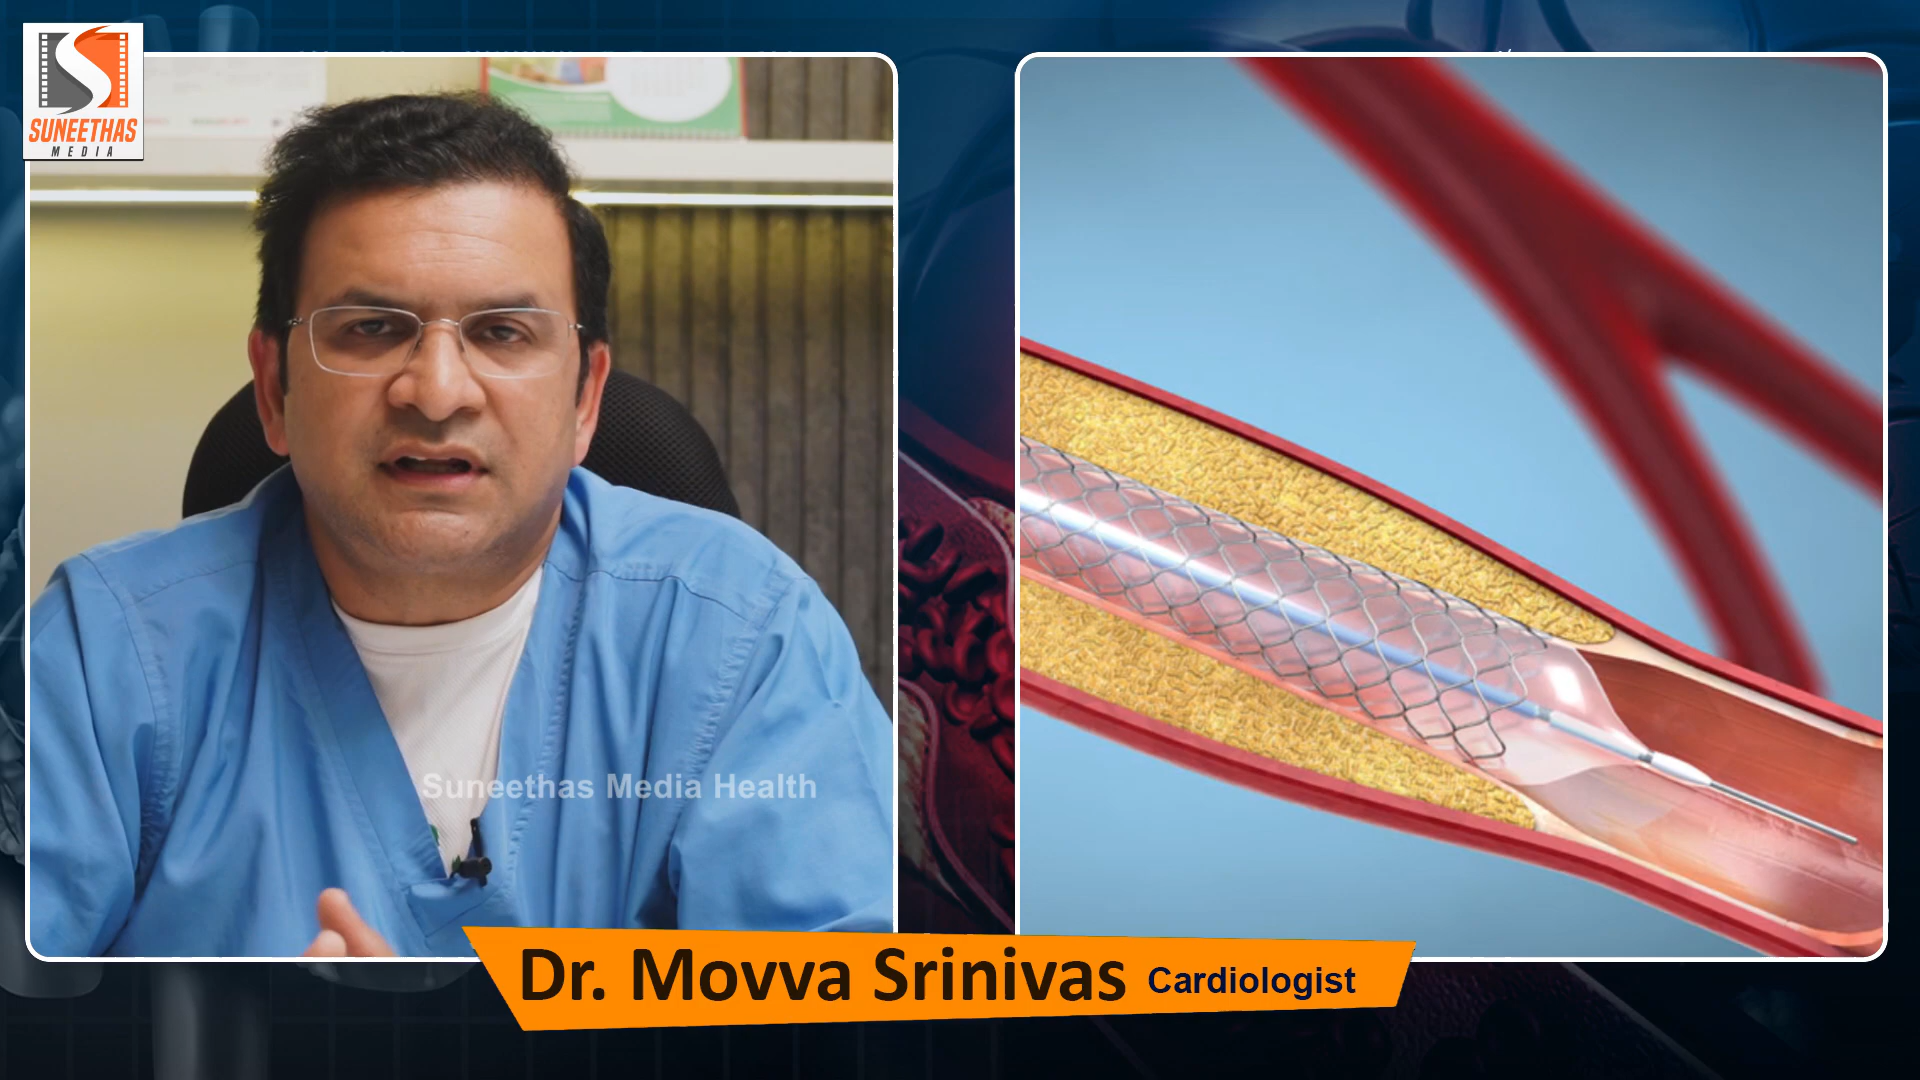 SUNEETHAS
MEDIA
Suneethas Media Health
Dr. Movva Srinivas Cardiologist